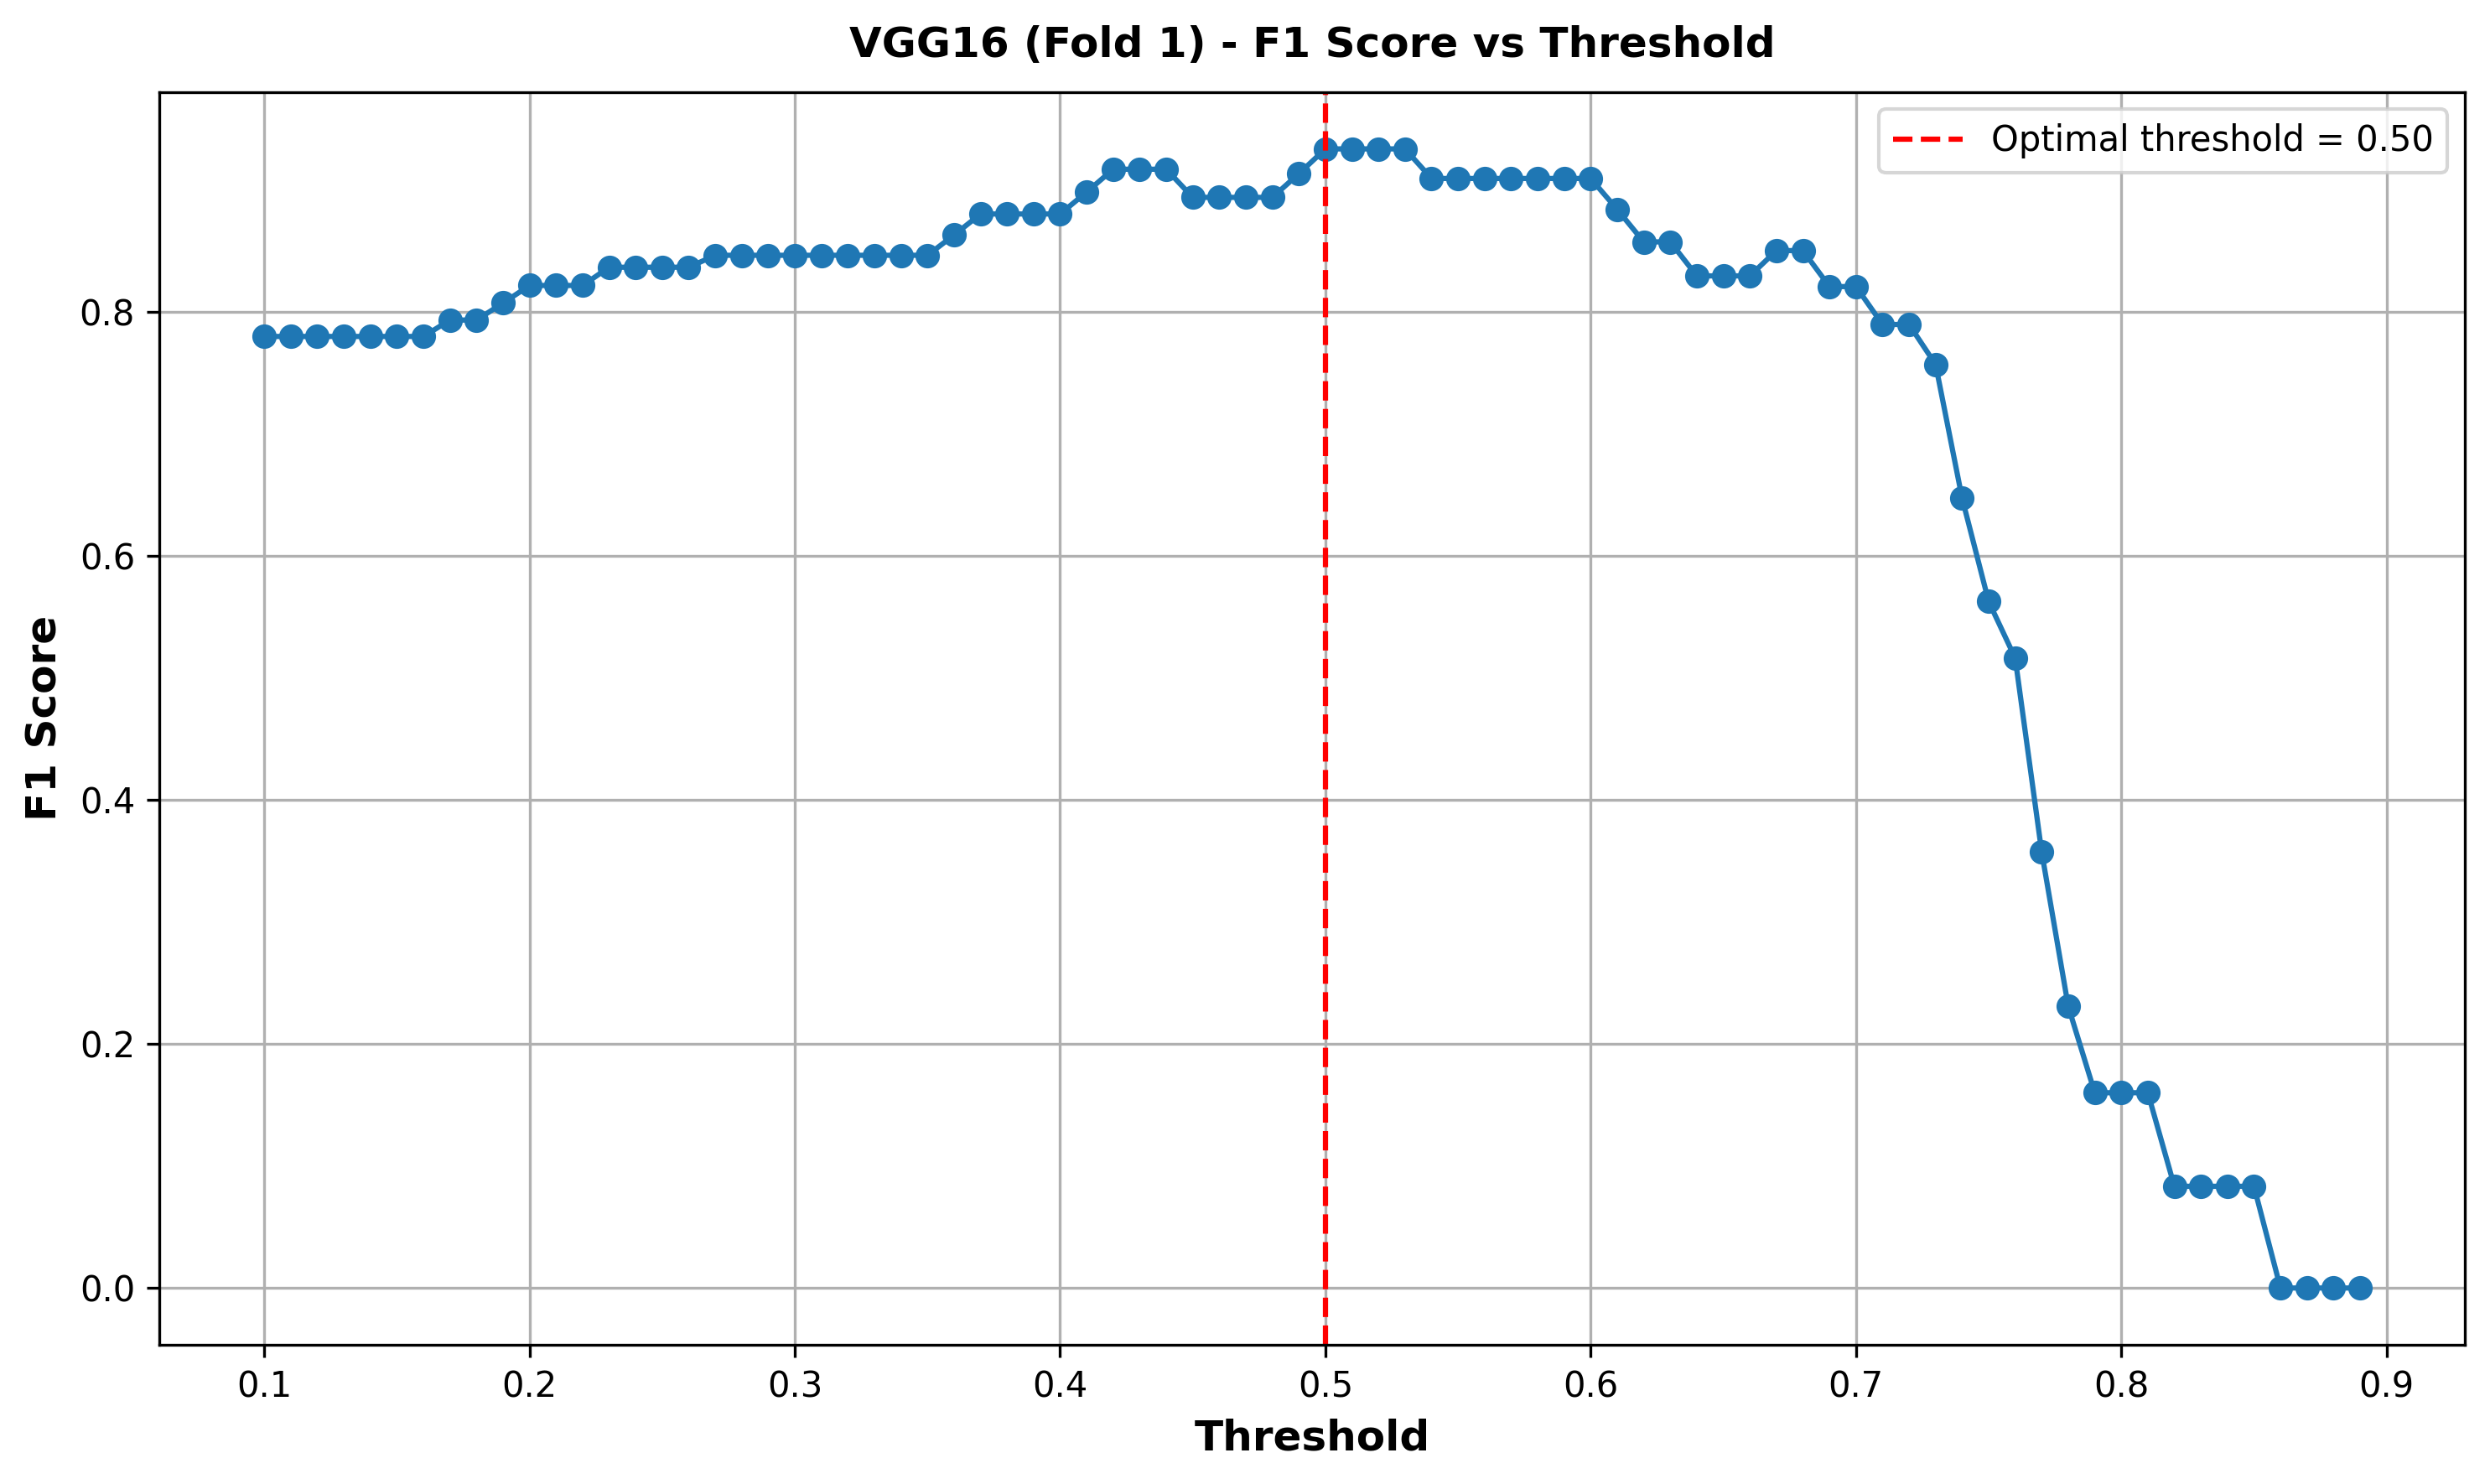 VGG16 (Fold 1) - F1 Score vs Threshold
Optimal threshold = 0.50
F1 Score
0.8
0.6
0.4
0.2
0.0
0.1 0.2 0.3 0.4 0.5 0.6 0.7 0.8 0.9
Threshold